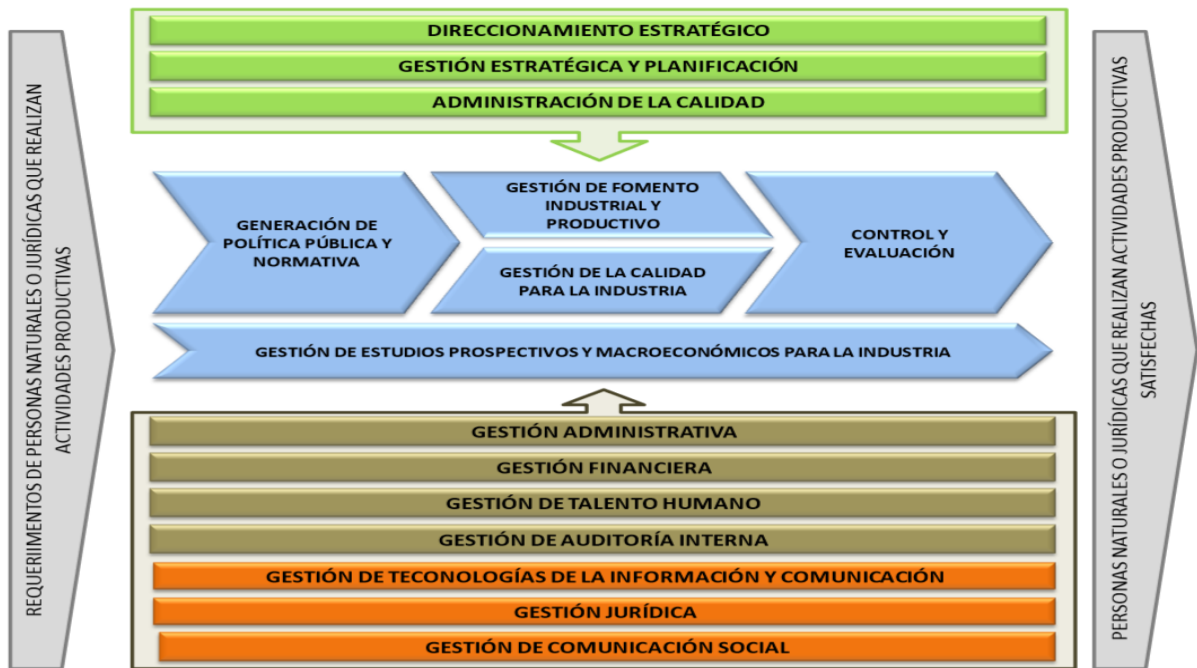 REQUERIIMENTOS DE PERSONAS NATURALES O JURÍDICAS QUE REALIZAN
ACTIVIDADES PRODUCTIVAS
DIRECCIONAMIENTO ESTRATÉGICO
GESTIÓN ESTRATÉGICA Y PLANIFICACIÓN
ADMINISTRACIÓN DE LA CALIDAD
GENERACIÓN DE
POLÍTICA PÚBLICA Y
NORMATIVA
GESTIÓN DE FOMENTO
INDUSTRIAL Y
PRODUCTIVO
GESTIÓN DE LA CALIDAD
PARA LA INDUSTRIA
CONTROL Y
EVALUACIÓN
GESTIÓN DE ESTUDIOS PROSPECTIVOS Y MACROECONÓMICOS PARA LA INDUSTRIA
GESTIÓN ADMINISTRATIVA
GESTIÓN FINANCIERA
GESTIÓN DE TALENTO HUMANO
GESTIÓN DE AUDITORÍA INTERNA
GESTIÓN DE TECONOLOGÍAS DE LA INFORMACIÓN Y COMUNICACIÓN
GESTIÓN JURÍDICA
GESTIÓN DE COMUNICACIÓN SOCIAL
PERSONAS NATURALES O JURÍDICAS QUE REALIZAN ACTIVIDADES PRODUCTIVAS
SATISFECHAS